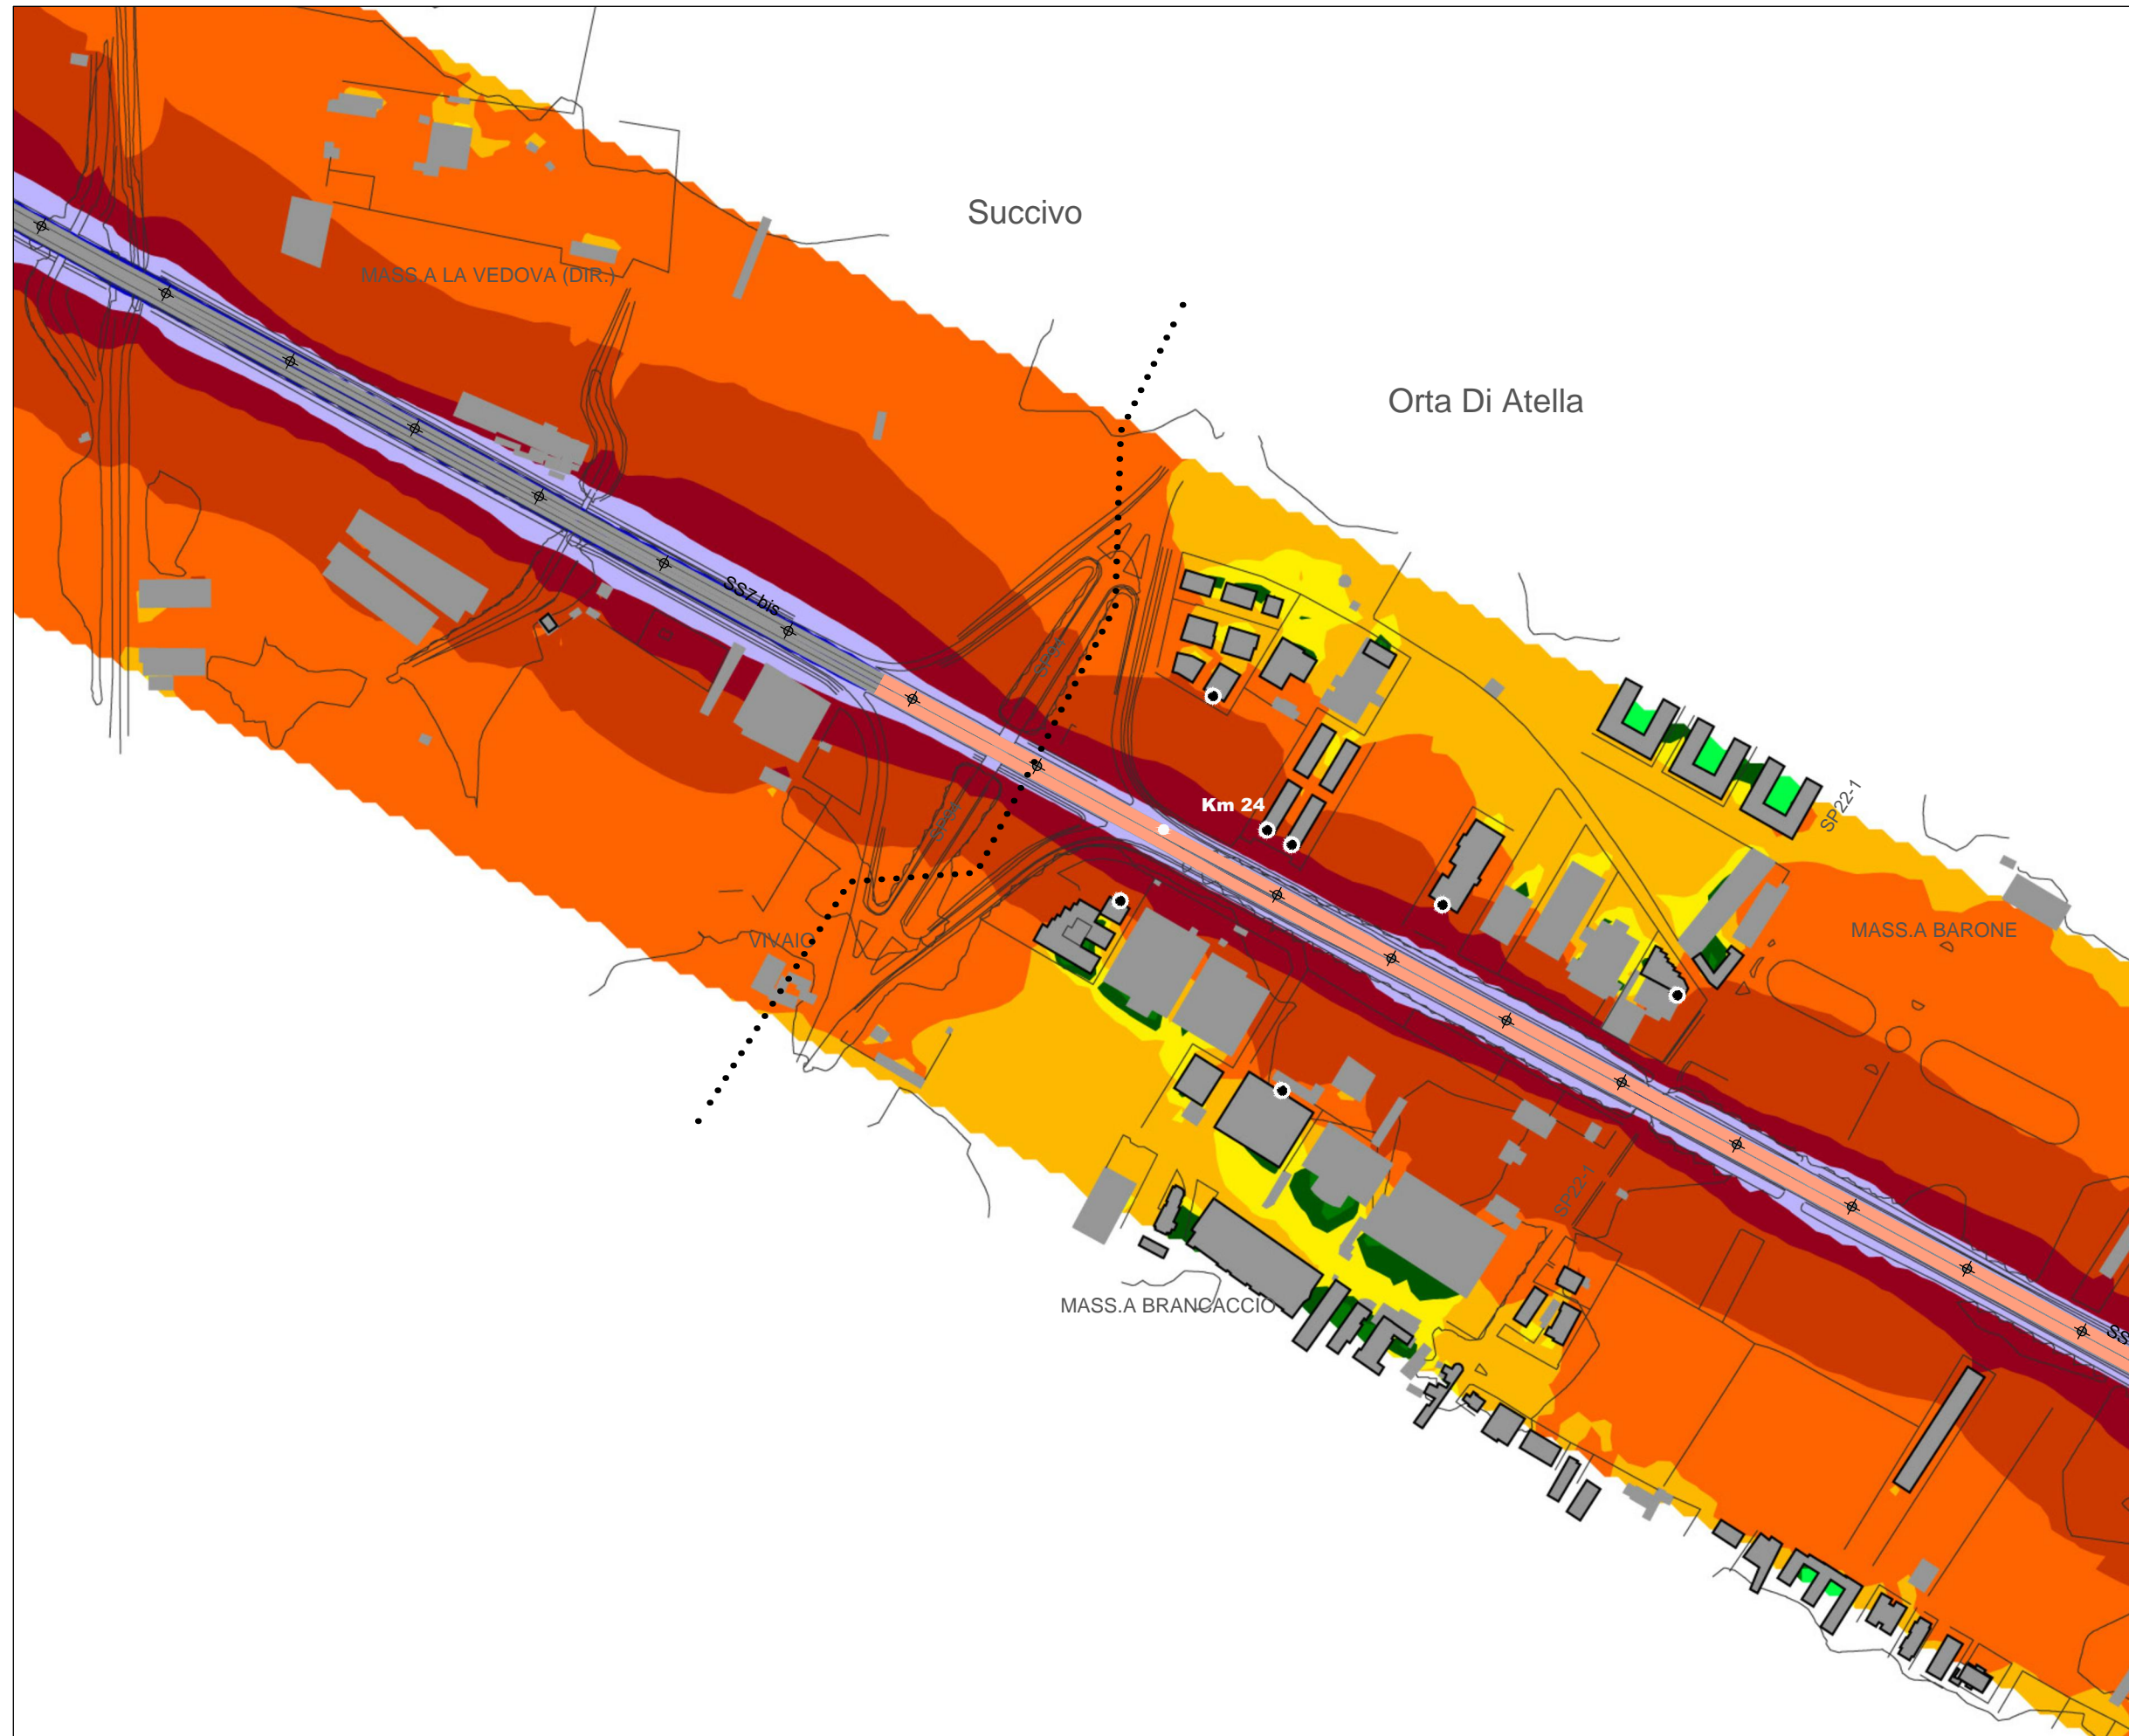 Succivo
MASS.A LA VEDOVA (DIR.)
Orta Di Atella
SS7 bis
Km 24
SP22-1
MASS.A BARONE
VIVAIO
SP22-1
MASS.A BRANCACCIO